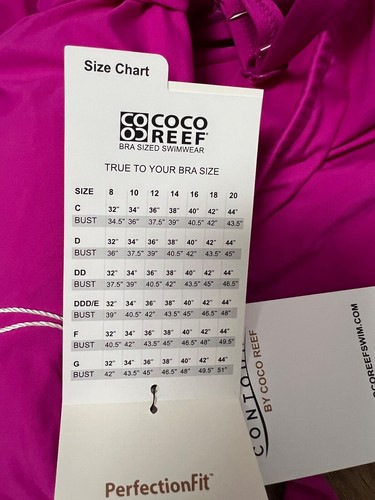 Size Chart
COCO
REEF®
BRA SIZED SWIMWEAR
TRUE TO YOUR BRA SIZE
SIZE 8 10 12 14 16 18 20
C 32" 34" 36" 38" 40" 42" 44"
BUST 34.5" 36" 37.5" 39" 40.5" 42" 43.5"
D 32" 34" 36" 38" 40" 42" 44"
BUST 36" 37.5" 39" 40.5" 42" 43.5" 45"
DD 32" 34" 36" 38" 40" 42" 44"
BUST 37.5" 39" 40.5" 42" 43.5" 45" 46.5"
DDD/E 32" 34" 36" 38" 40" 42" 44"
BUST 39" 40.5" 42" 43.5" 45" 46.5" 48"
F 32" 34" 36" 38" 40" 42" 44"
BUST 40.5" 42" 43.5" 45" 46.5" 48" 49.5"
G 32" 34" 36" 38" 40" 42" 44"
BUST 42" 43.5" 45" 46.5" 48" 49.5" 51"
PerfectionFit™
CONTOU
BY COCO REEF
COREEFSWIM.COM